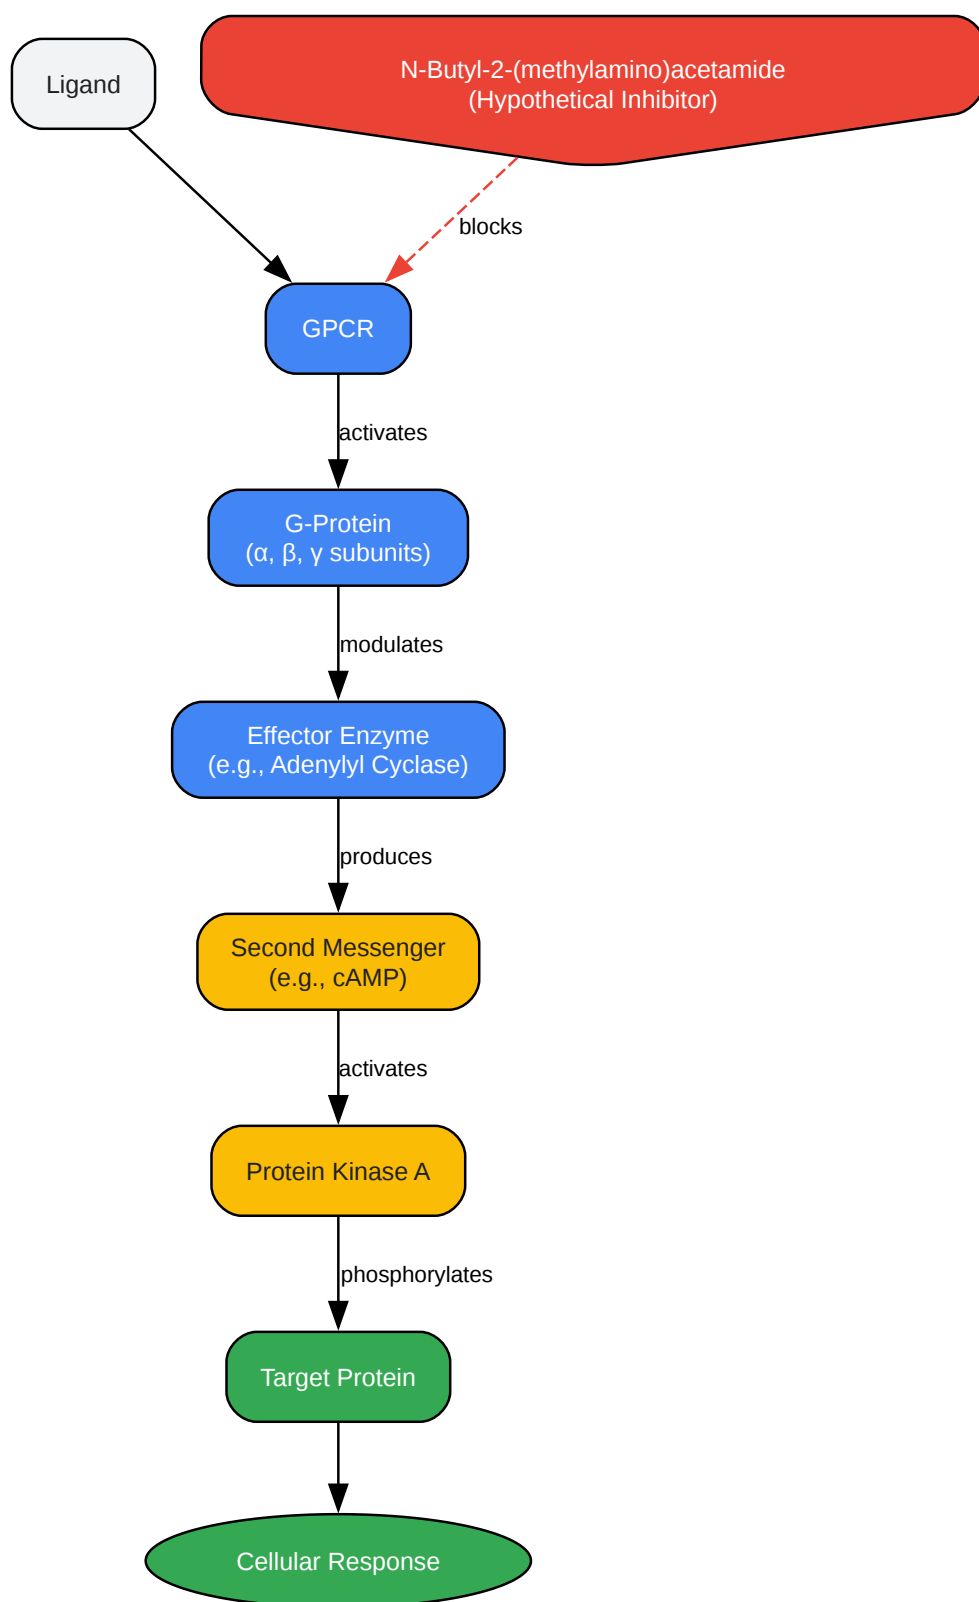 Ligand
N-Butyl-2-(methylamino)acetamide
(Hypothetical Inhibitor)
blocks
GPCR
activates
G-Protein
(α, β, γ subunits)
modulates
Effector Enzyme
(e.g., Adenylyl Cyclase)
produces
Second Messenger
(e.g., cAMP)
activates
Protein Kinase A
phosphorylates
Target Protein
Cellular Response